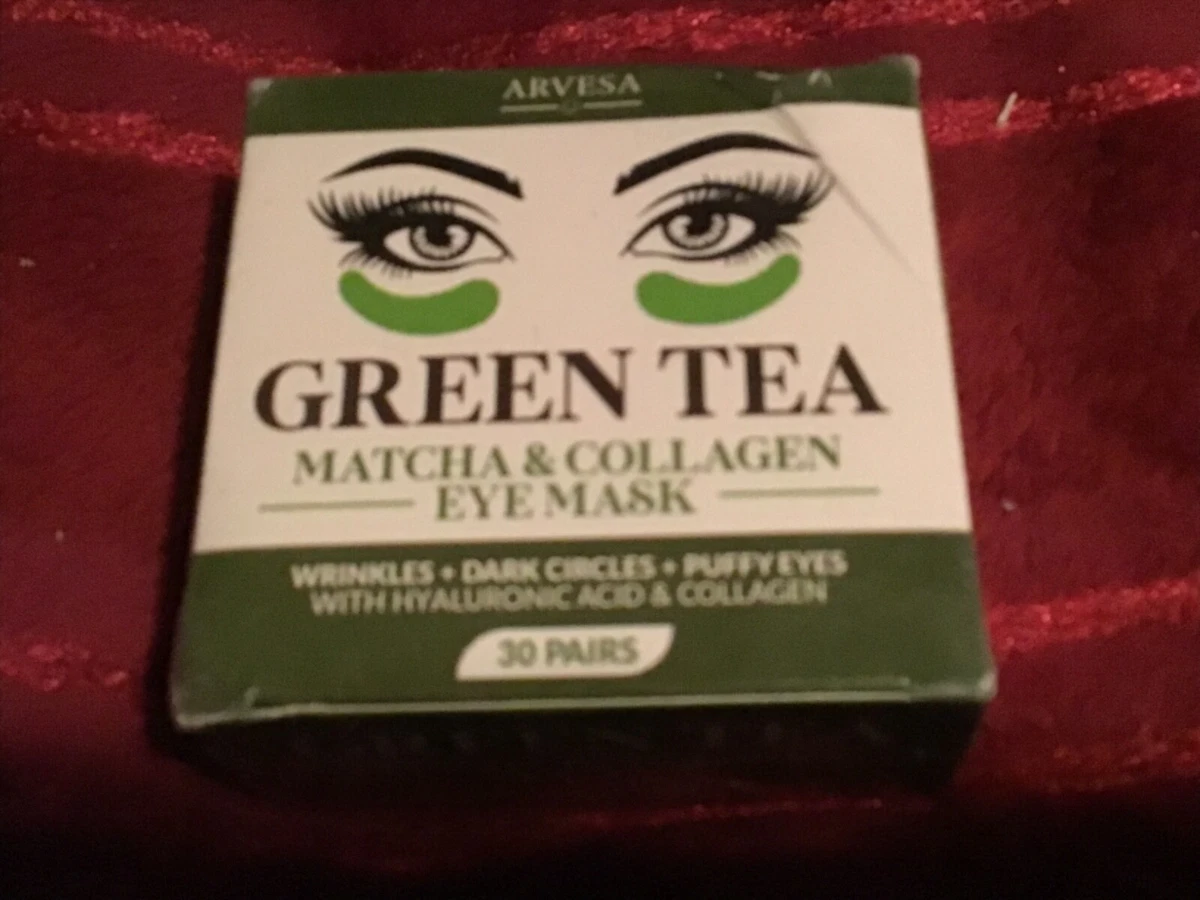 ARVESA
GREEN TEA
MATCHA & COLLAGEN
EYE MASK
WRINKLES + DARK CIRCLES + PUFFY EYES
WITH HYALURONIC ACID & COLLAGEN
30 PAIRS